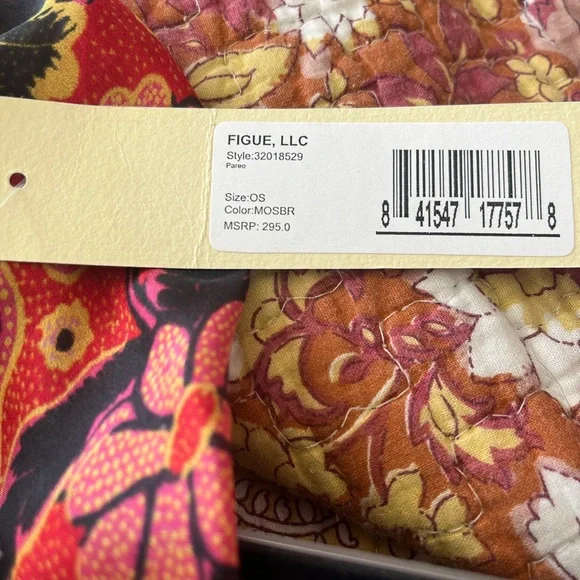 FIGUE, LLC
Style:32018529
Pareo
Size:OS
Color:MOSBR
MSRP: 295.0
8 41547 17757 8